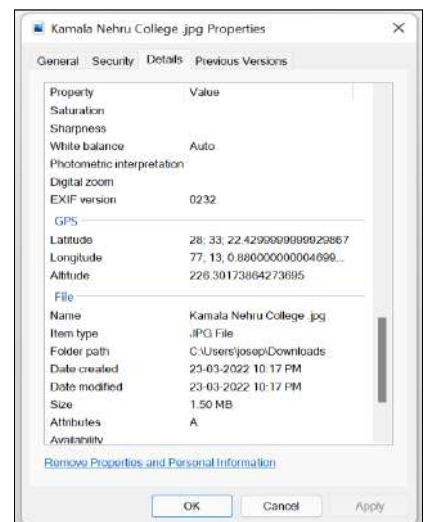 Kamala Nehru College .jpg Properties
General Security Details Previous Versions
Property Value
Saturation
Sharpness
White balance Auto
Photometric interpretation
Digital zoom
EXIF version 0232
GPS
Latitude 28; 33; 22.4299999999929867
Longitude 77; 13; 0.880000000004699...
Altitude 226.30173864273695
File
Name Kamala Nehru College .jpg
Item type JPG File
Folder path C:\Users\josep\Downloads
Date created 23-03-2022 10:17 PM
Date modified 23-03-2022 10:17 PM
Size 1.50 MB
Attributes A
Availability
Remove Properties and Personal Information
OK Cancel Apply